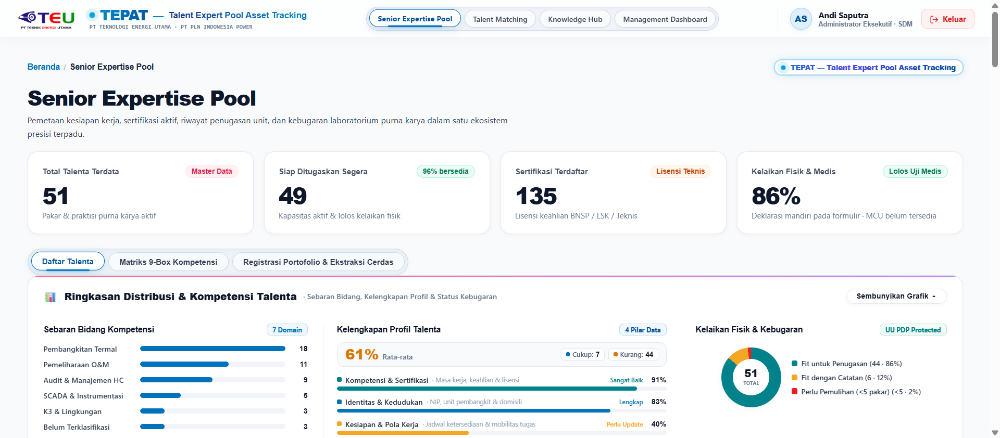 TEU
PT TEKNIK ENERGI UTAMA
TEPAT — Talent Expert Pool Asset Tracking
PT TEKNOLOGI ENERGI UTAMA · PT PLN INDONESIA POWER
Senior Expertise Pool
Talent Matching
Knowledge Hub
Management Dashboard
AS
Andi Saputra
Administrator Eksekutif · SDM
Keluar
Beranda / Senior Expertise Pool
TEPAT — Talent Expert Pool Asset Tracking
Senior Expertise Pool
Pemetaan kesiapan kerja, sertifikasi aktif, riwayat penugasan unit, dan kebugaran laboratorium purna karya dalam satu ekosistem
presisi terpadu.
Total Talenta Terdata
Master Data
51
Pakar & praktisi purna karya aktif
Siap Ditugaskan Segera
96% bersedia
49
Kapasitas aktif & lolos kelaikan fisik
Sertifikasi Terdaftar
Lisensi Teknis
135
Lisensi keahlian BNSP / LSK / Teknis
Kelaikan Fisik & Medis
Lolos Uji Medis
86%
Deklarasi mandiri pada formulir · MCU belum tersedia
Daftar Talenta
Matriks 9-Box Kompetensi
Registrasi Portofolio & Ekstraksi Cerdas
Ringkasan Distribusi & Kompetensi Talenta · Sebaran Bidang, Kelengkapan Profil & Status Kebugaran
Sembunyikan Grafik
Sebaran Bidang Kompetensi
7 Domain
Pembangkitan Termal 18
Pemeliharaan O&M 11
Audit & Manajemen HC 9
SCADA & Instrumentasi 5
K3 & Lingkungan 3
Belum Terklasifikasi 3
Kelengkapan Profil Talenta
4 Pilar Data
61% Rata-rata
Cukup: 7
Kurang: 44
Kompetensi & Sertifikasi · Masa kerja, keahlian & lisensi Sangat Baik 91%
Identitas & Kedudukan · NIP, unit pembangkit & domisili Lengkap 83%
Kesiapan & Pola Kerja · Jadwal ketersediaan & mobilitas tugas Perlu Update 40%
Kelaikan Fisik & Kebugaran
UU PDP Protected
51
TOTAL
Fit untuk Penugasan (44 · 86%)
Fit dengan Catatan (6 · 12%)
Perlu Pemulihan (<5 pakar) (<5 · 2%)